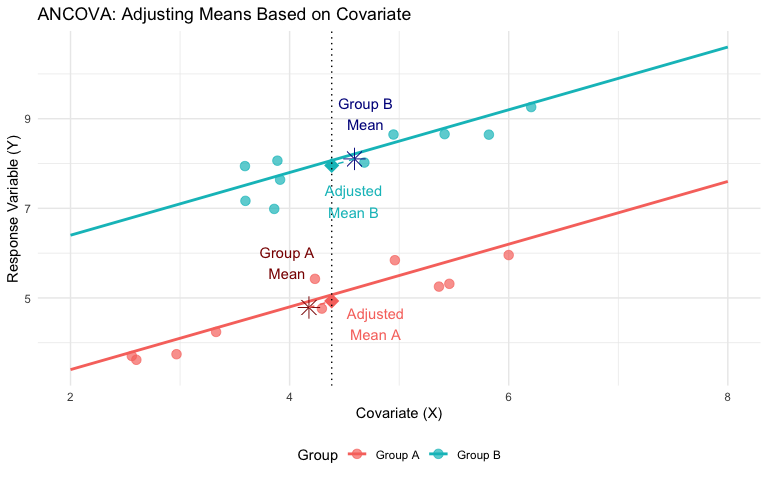 ANCOVA: Adjusting Means Based on Covariate
Response Variable (Y)
9
7
5
Group B
Mean
Adjusted
Mean B
Group A
Mean
Adjusted
Mean A
2
4
6
8
Covariate (X)
Group
Group A
Group B